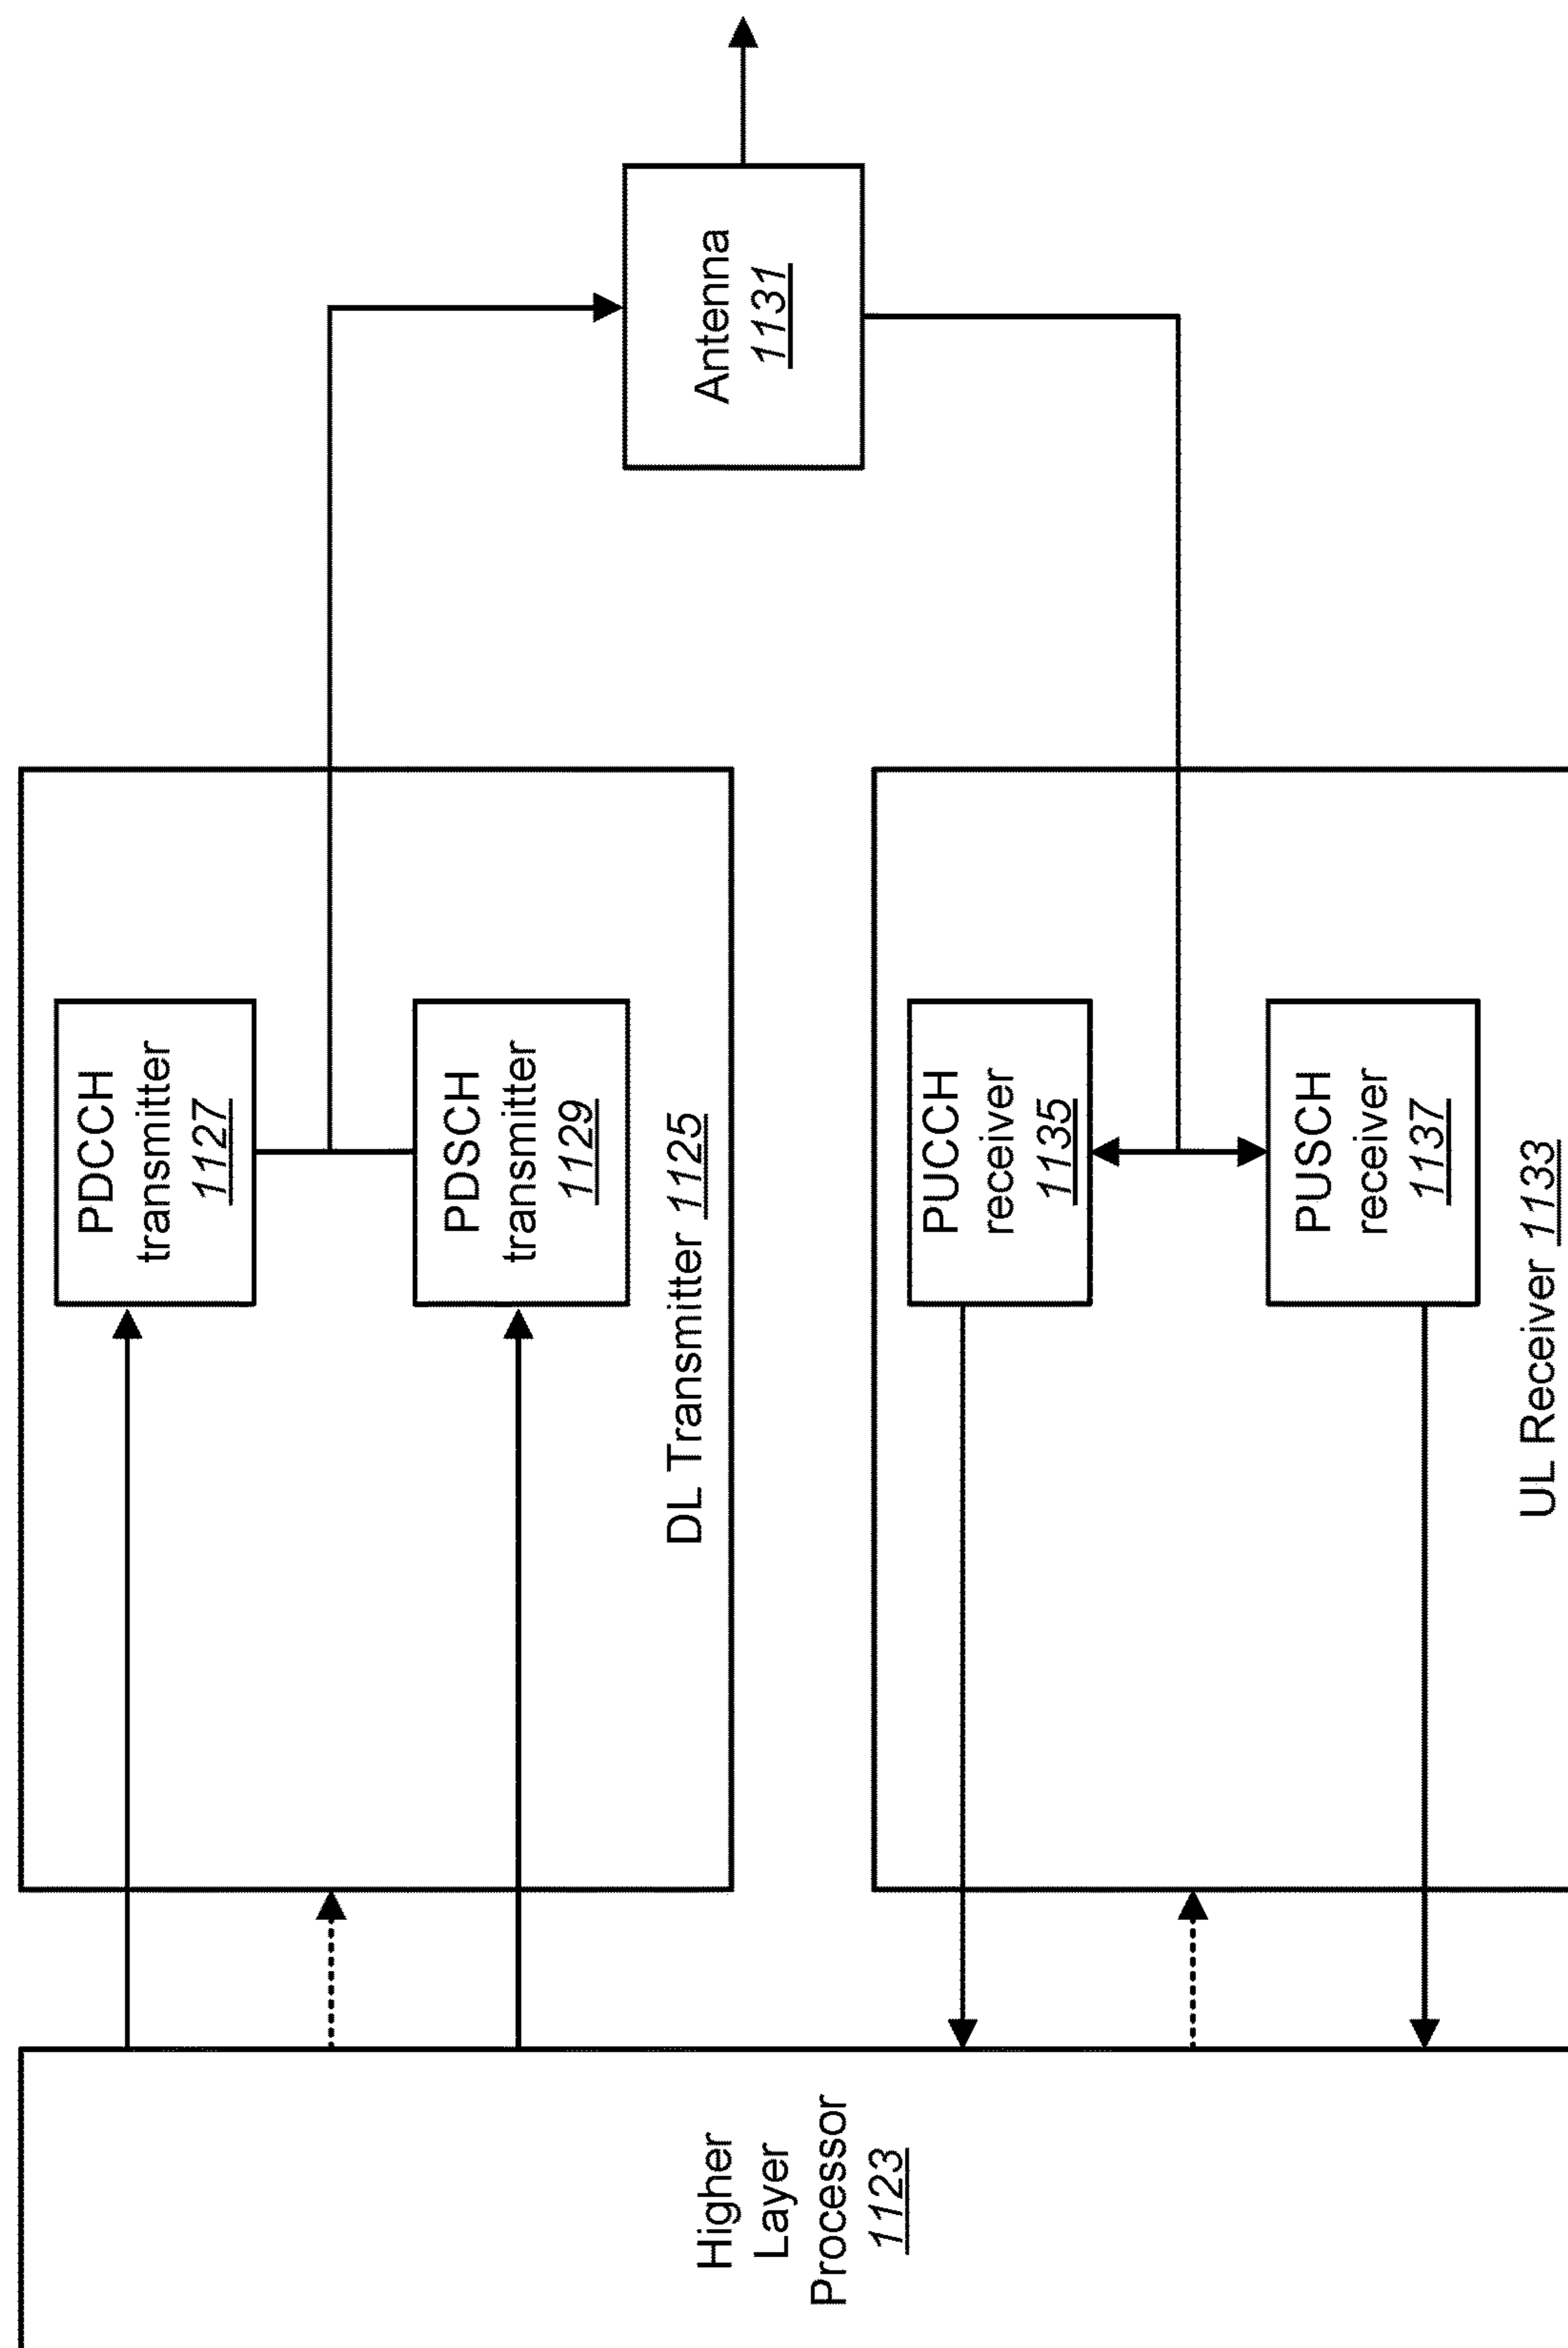 Higher
Layer
Processor
1123
DL Transmitter 1125
PDCCH
transmitter
1127
PDSCH
transmitter
1129
Antenna
1131
UL Receiver 1133
PUCCH
receiver
1135
PUSCH
receiver
1137